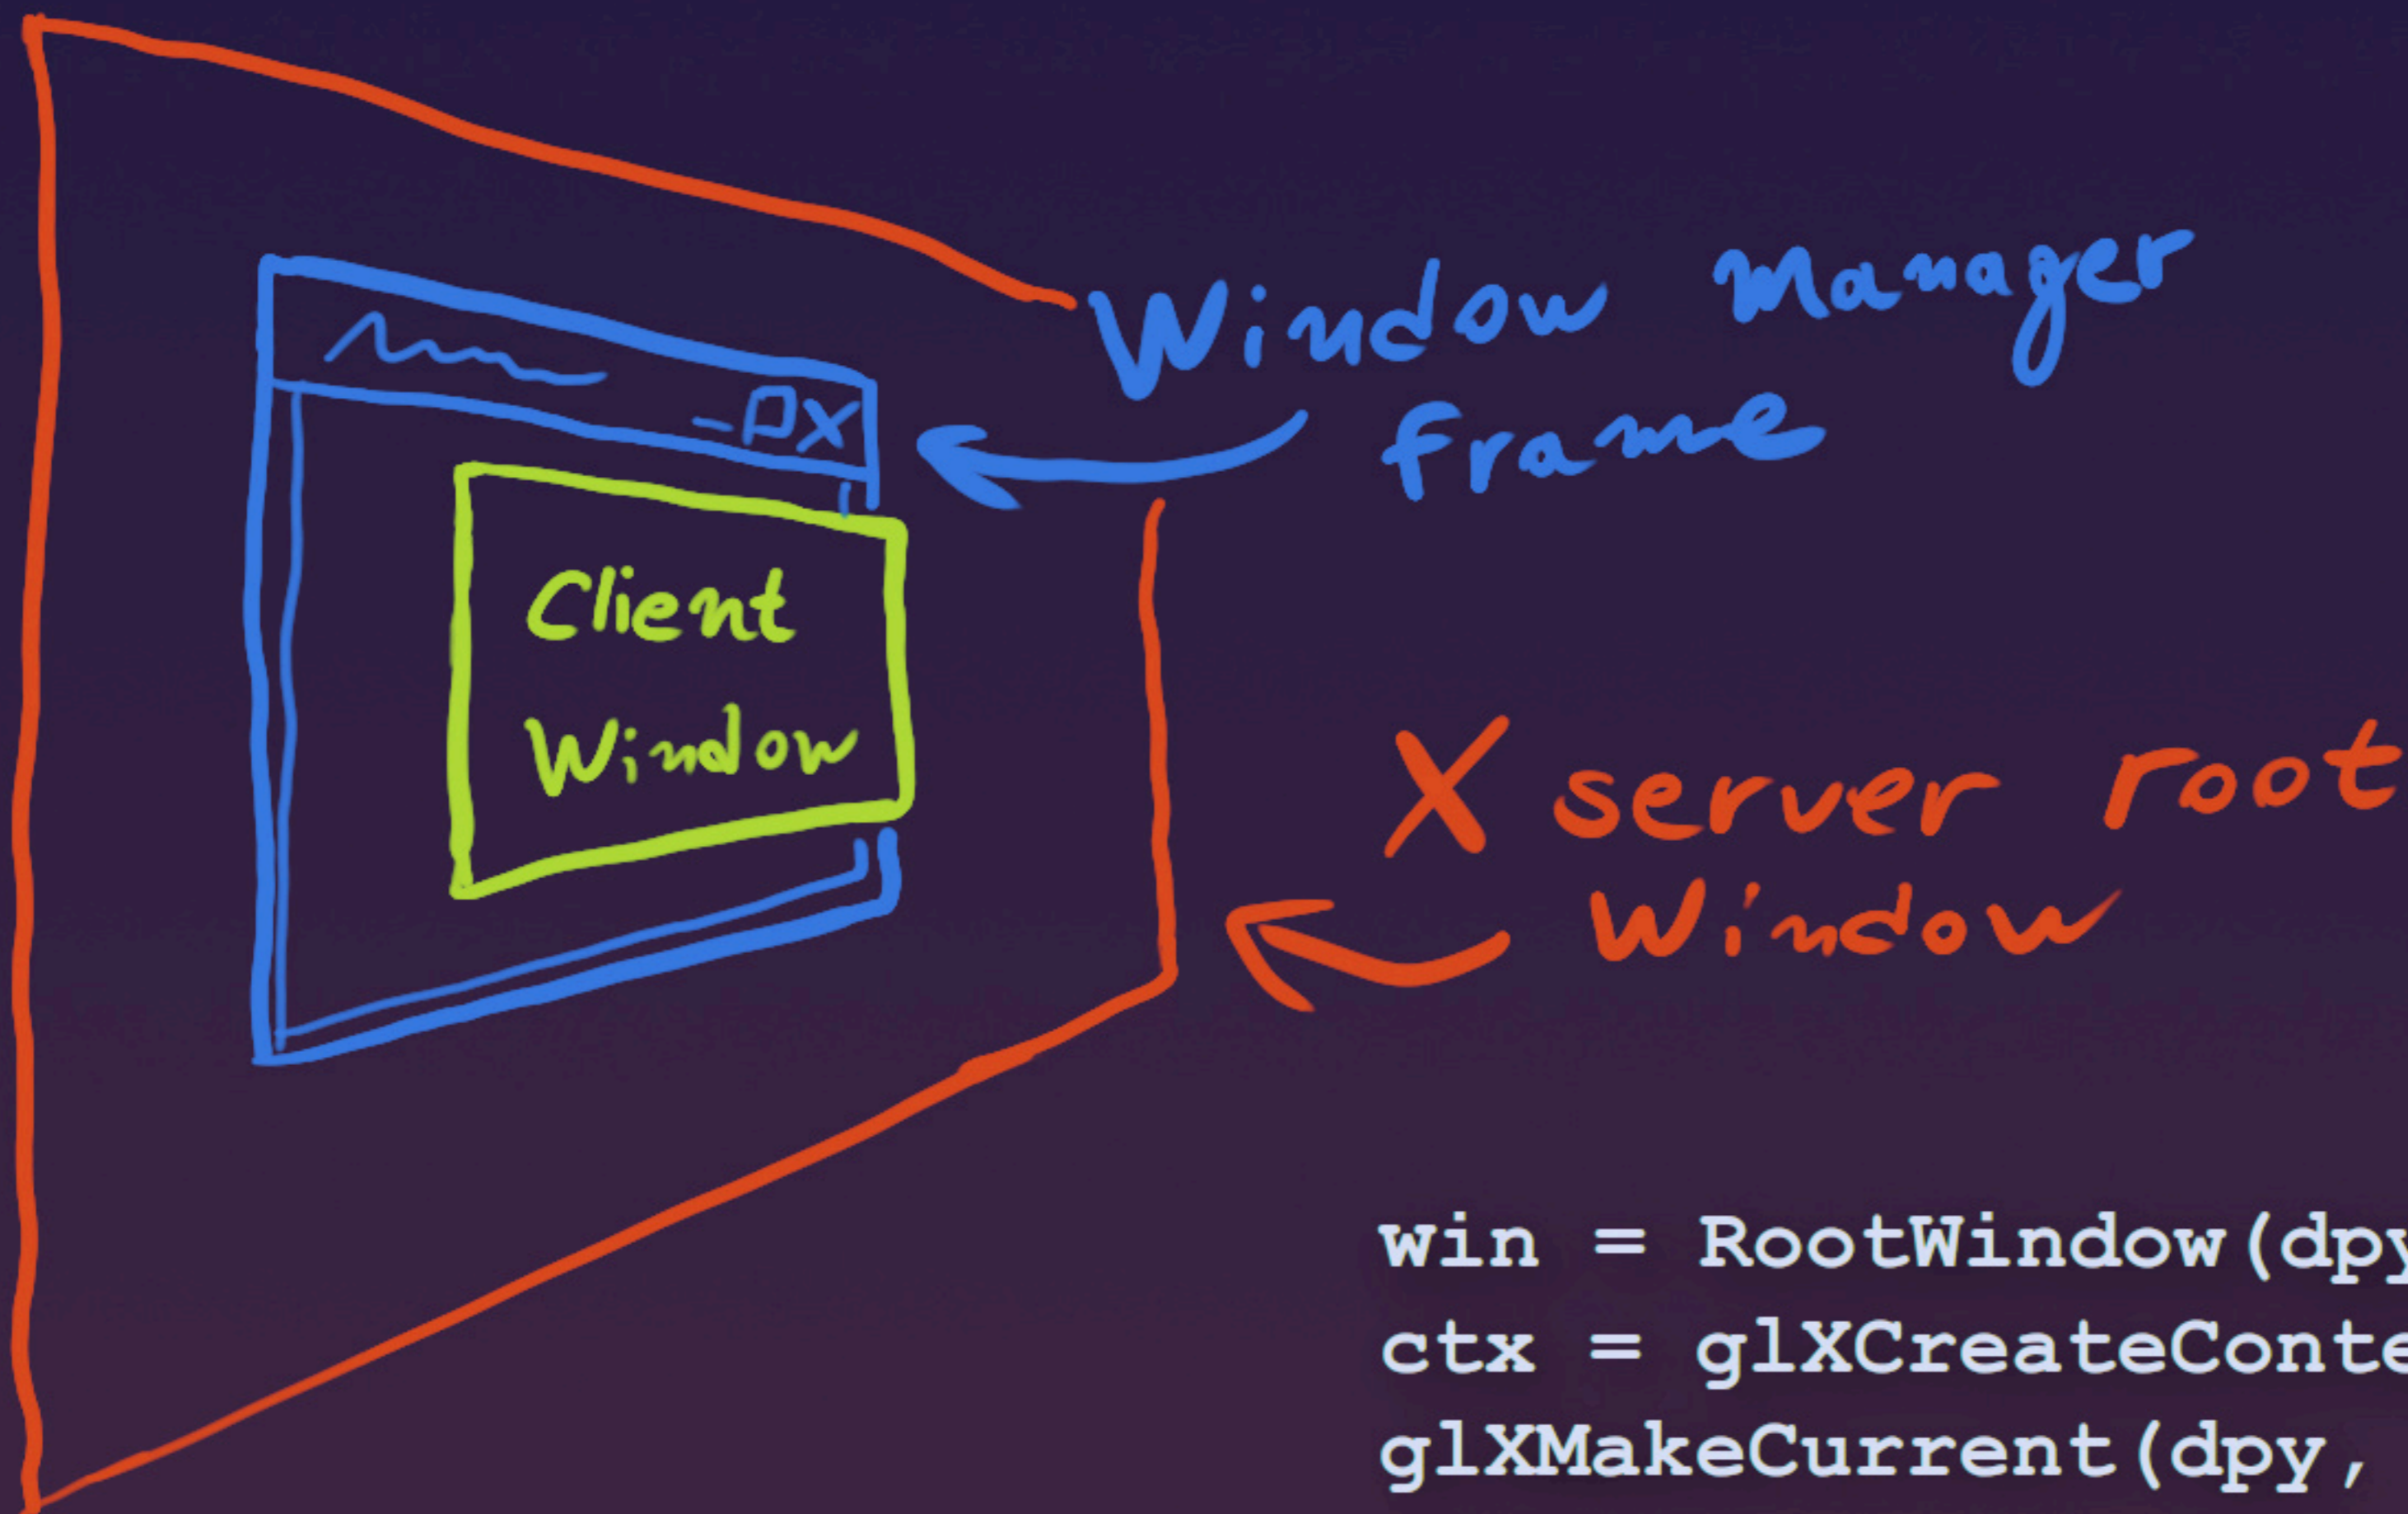 Window manager
frame
Client
Window
X server root
Window
win = RootWindow(dpy
ctx = glXCreateConte
glXMakeCurrent(dpy,